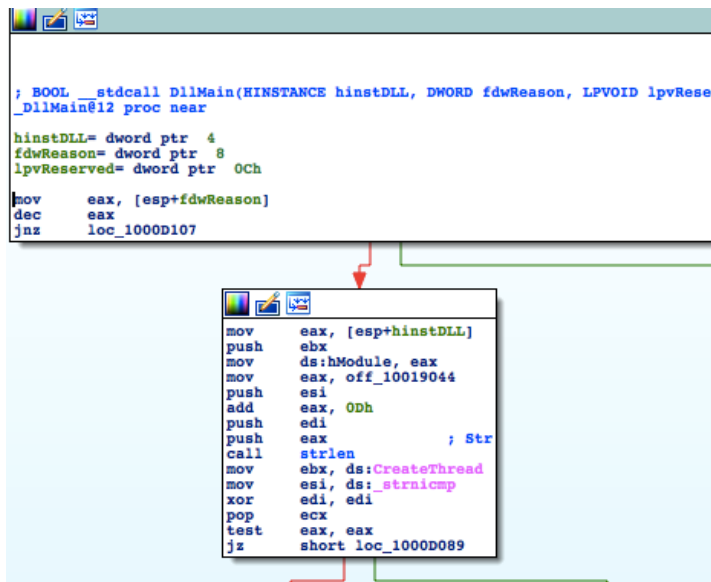 ; BOOL __stdcall DllMain(HINSTANCE hinstDLL, DWORD fdwReason, LPVOID lpvRese
_DllMain@12 proc near
hinstDLL= dword ptr  4
fdwReason= dword ptr  8
lpvReserved= dword ptr  0Ch
mov     eax, [esp+fdwReason]
dec     eax
jnz     loc_1000D107
mov     eax, [esp+hinstDLL]
push    ebx
mov     ds:hModule, eax
mov     eax, off_10019044
push    esi
add     eax, 0Dh
push    edi
push    eax             ; Str
call    strlen
mov     ebx, ds:CreateThread
mov     esi, ds:_strnicmp
xor     edi, edi
pop     ecx
test    eax, eax
jz      short loc_1000D089